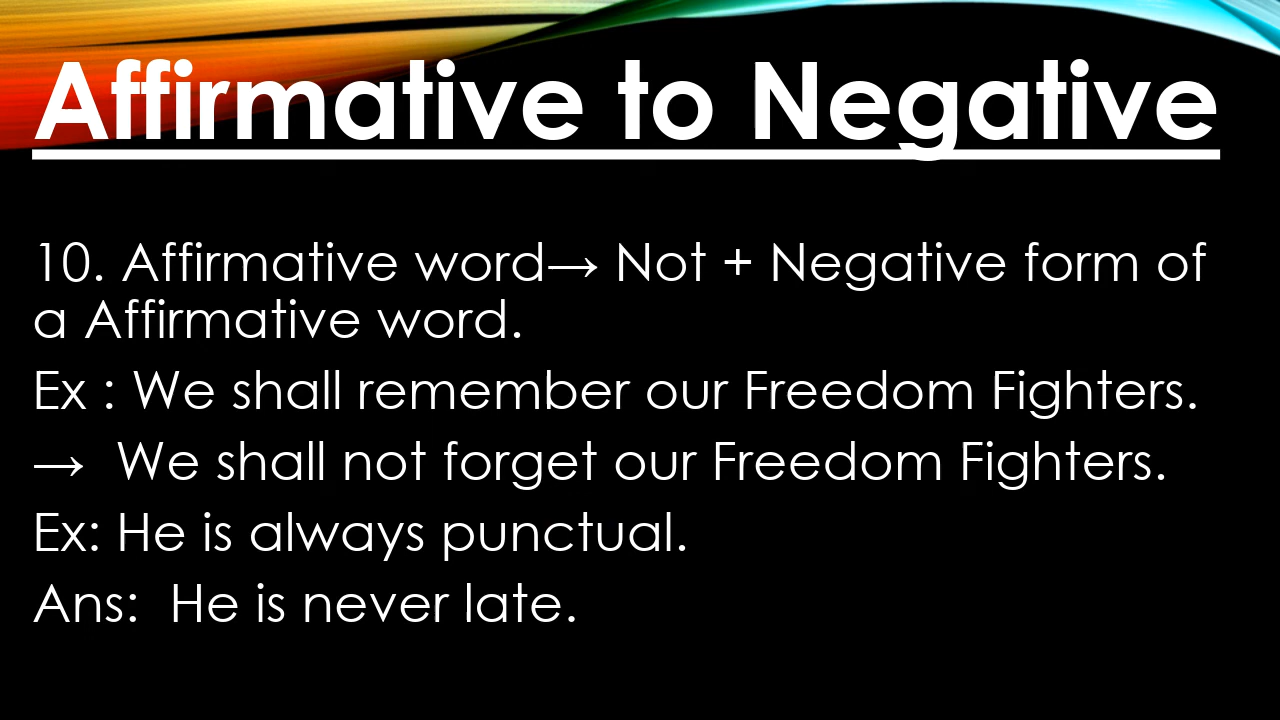 Affirmative to Negative
10. Affirmative word→ Not + Negative form of
a Affirmative word.
Ex : We shall remember our Freedom Fighters.
→ We shall not forget our Freedom Fighters.
Ex: He is always punctual.
Ans: He is never late.